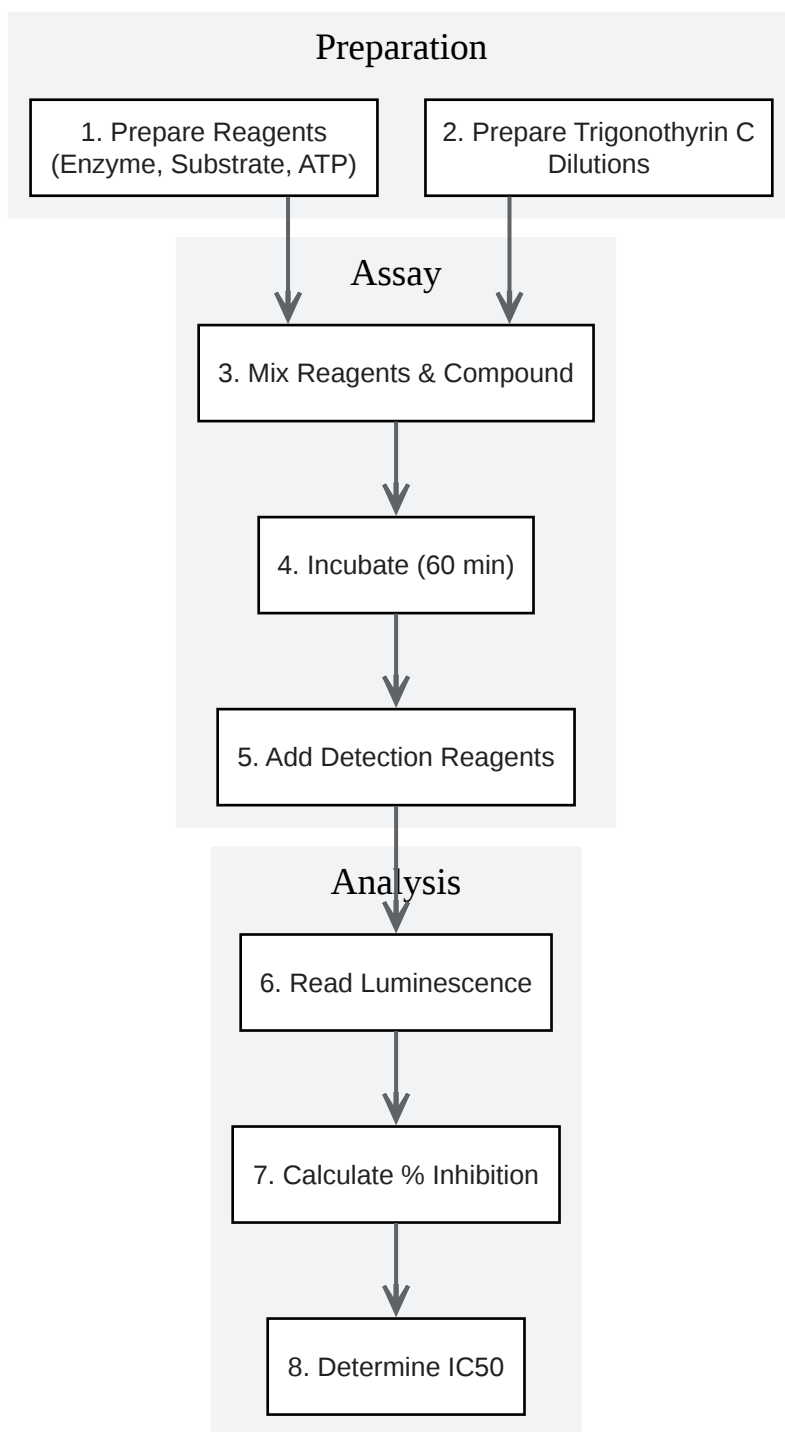 Preparation
1. Prepare Reagents
(Enzyme, Substrate, ATP)
2. Prepare Trigonothyrin C
Dilutions
Assay
3. Mix Reagents & Compound
4. Incubate (60 min)
5. Add Detection Reagents
Analysis
6. Read Luminescence
7. Calculate % Inhibition
8. Determine IC50